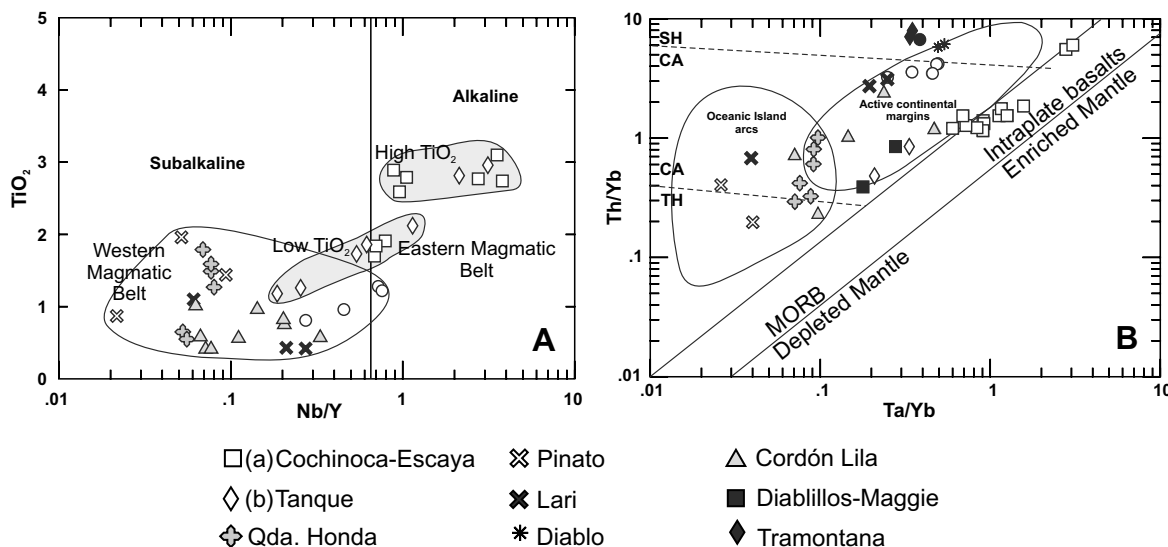 5
4
3
2
1
0
TiO2
.01
.1
1
10
Nb/Y
Alkaline
Subalkaline
High TiO2
Low TiO2
Western
Magmatic
Belt
Eastern Magmatic
Belt
A
10
1
.1
.01
Th/Yb
.01
.1
1
10
Ta/Yb
SH
CA
CA
TH
Oceanic Island
arcs
Active continental
margins
Intraplate basalts
Enriched Mantle
MORB
Depleted Mantle
B
(a)Cochinoca-Escaya
Pinato
Cordón Lila
(b)Tanque
Lari
Diablillos-Maggie
Qda. Honda
Diablo
Tramontana